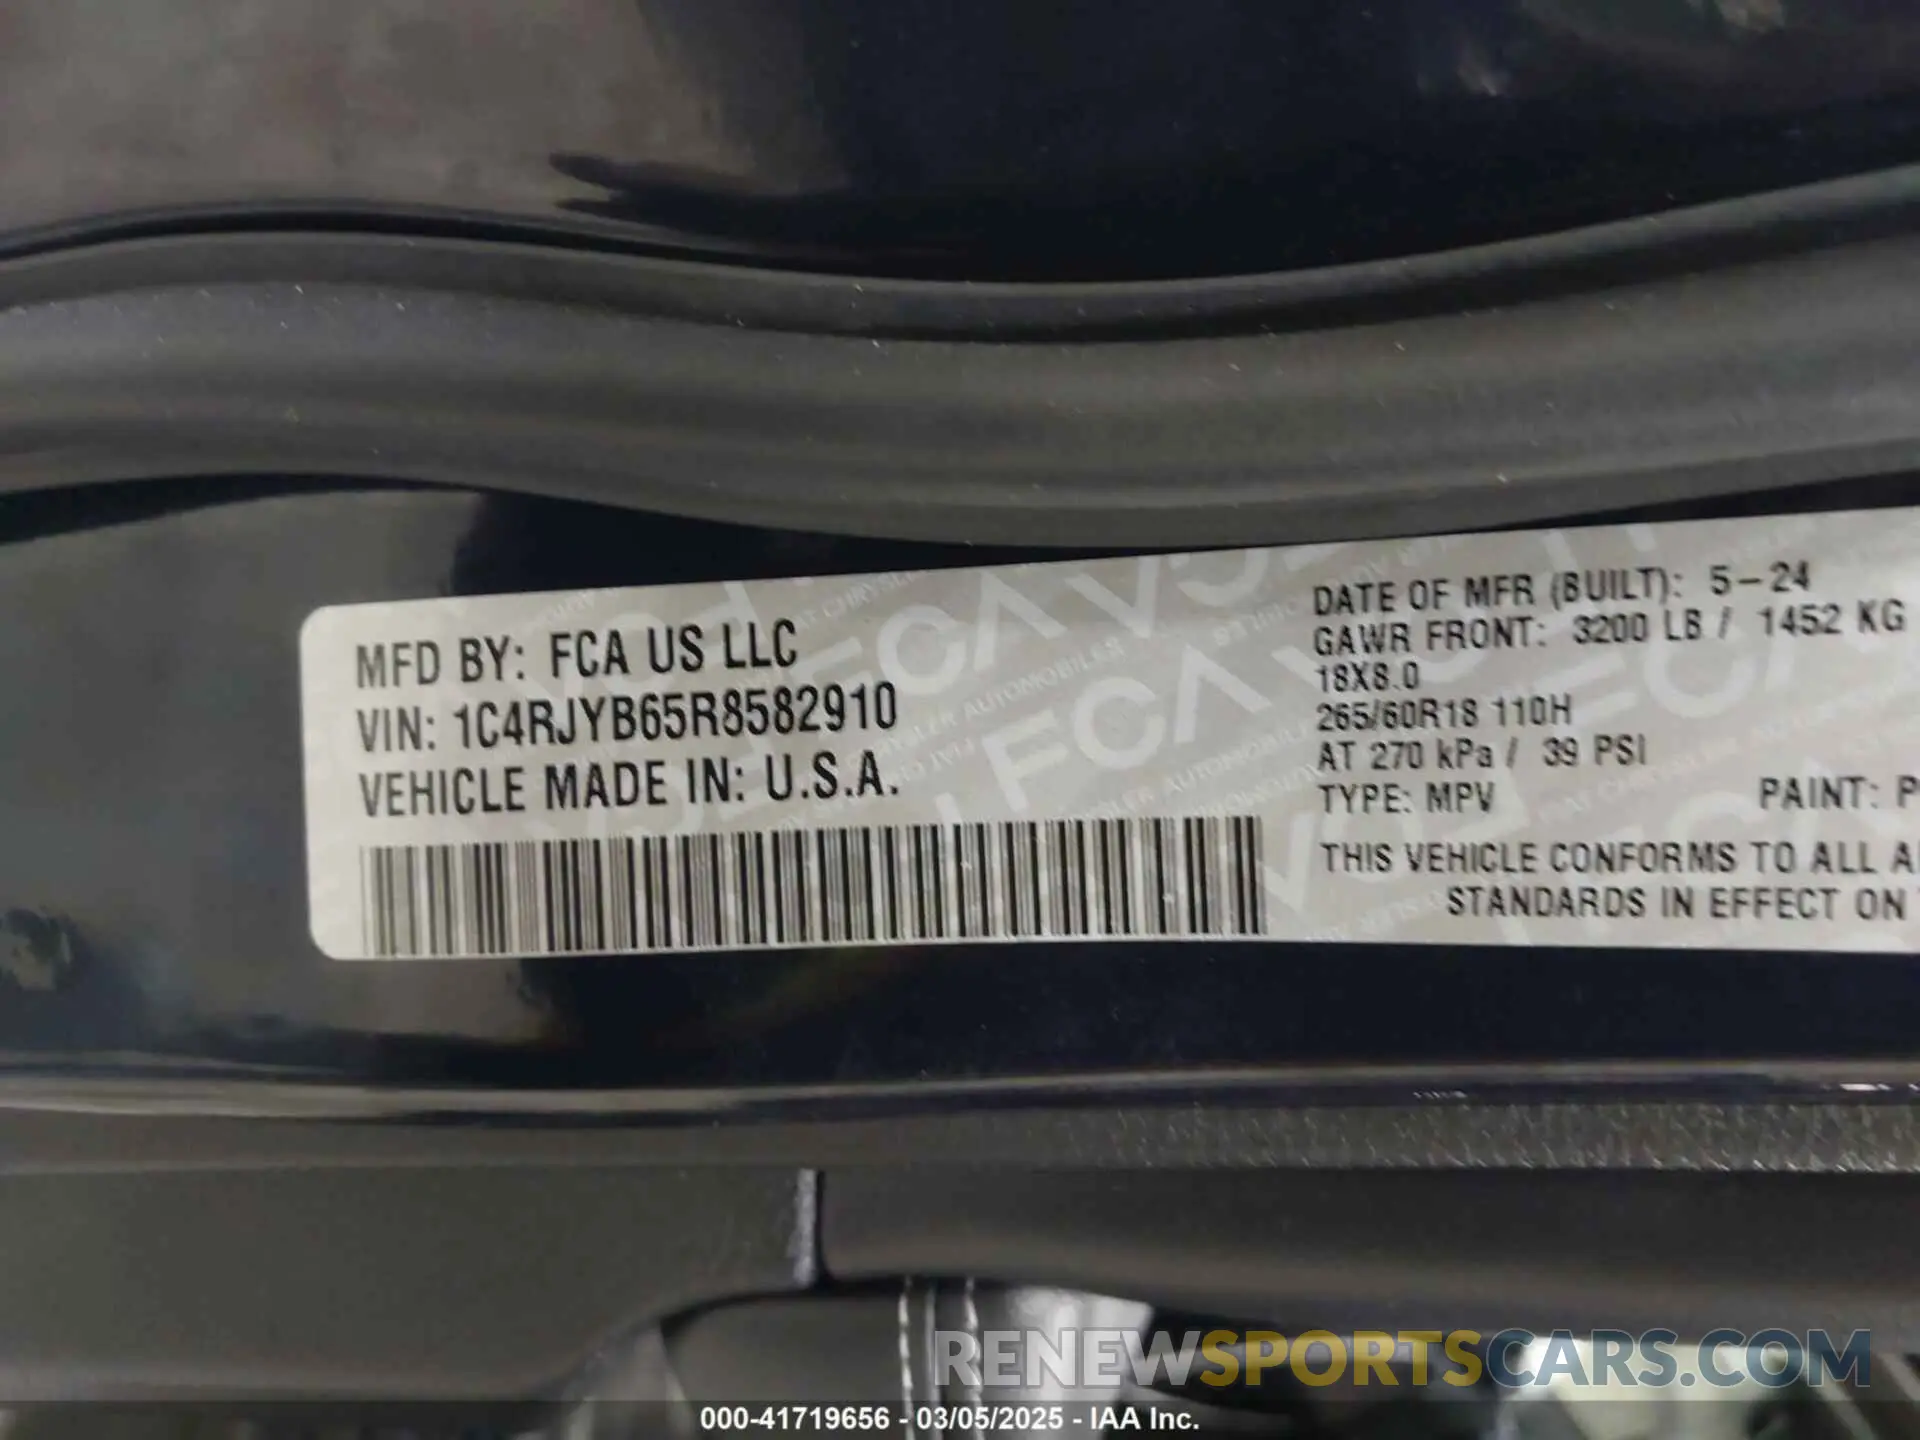 MFD BY: FCA US LLC
VIN: 1C4RJYB65R8582910
VEHICLE MADE IN: U.S.A.
DATE OF MFR (BUILT): 5-24
GAWR FRONT: 3200 LB / 1452 KG
18X8.0
265/60R18 110H
AT 270 kPa / 39 PSI
TYPE: MPV PAINT: P
THIS VEHICLE CONFORMS TO ALL A
STANDARDS IN EFFECT ON
RENEWSPORTSCARS.COM
000-41719656 - 03/05/2025 - IAA Inc.